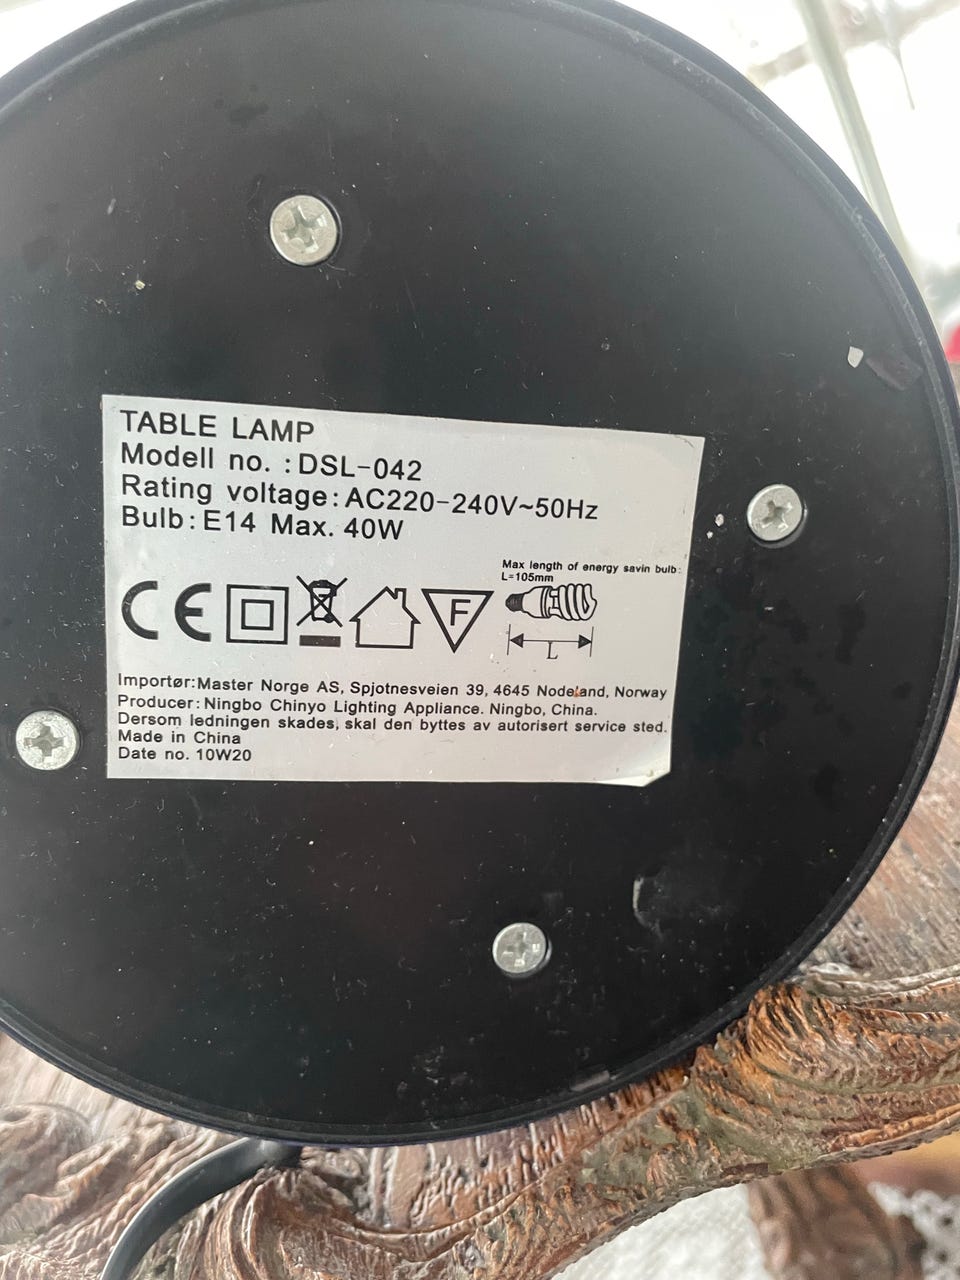 TABLE LAMP
Modell no. :DSL-042
Rating voltage:AC220-240V~50Hz
Bulb:E14 Max. 40W
Max length of energy savin bulb:
L=105mm
CE
F
L
Importør:Master Norge AS, Spjotnesveien 39, 4645 Nodeland, Norway
Producer:Ningbo Chinyo Lighting Appliance. Ningbo, China.
Dersom ledningen skades, skal den byttes av autorisert service sted.
Made in China
Date no. 10W20